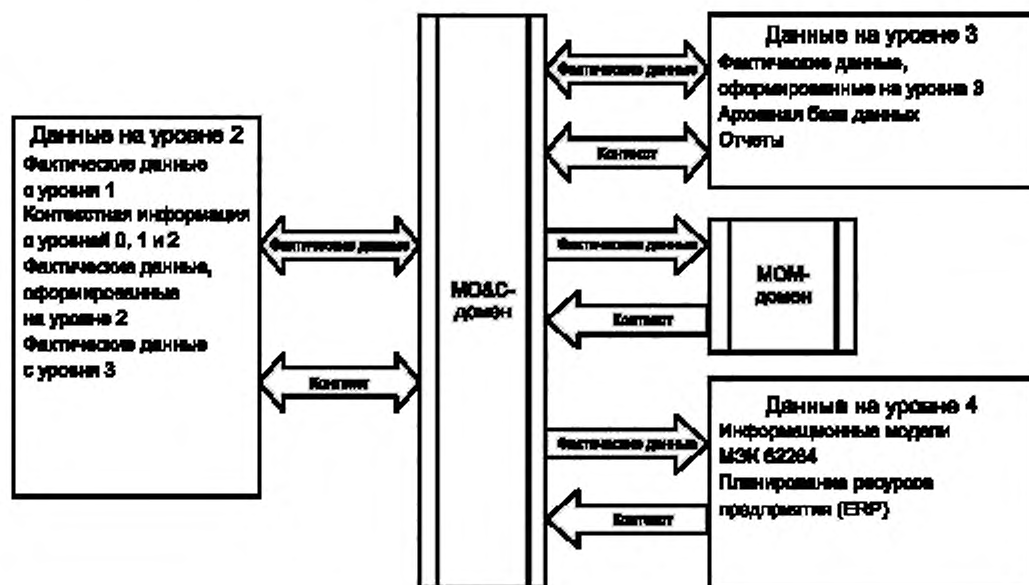 Данные на уровне 2
Фактические данные
с уровня 1
Контекстная информация
с уровней 0, 1 и 2
Фактические данные,
сформированные
на уровне 2
Фактические данные
с уровня 3
Фактические данные
Контекст
MO&C-
домен
Фактические данные
Контекст
Данные на уровне 3
Фактические данные,
сформированные на уровне 3
Архивная база данных
Отчеты
Фактические данные
Контекст
МОМ-
домен
Фактические данные
Контекст
Данные на уровне 4
Информационные модели
МЭК 62264
Планирование ресурсов
предприятия (ERP)